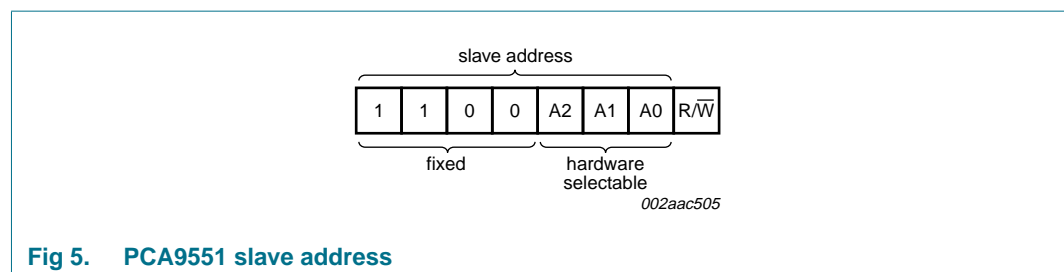 slave address
1 1 0 0 A2 A1 A0 R/W̅
fixed
hardware
selectable
002aac505
Fig 5. PCA9551 slave address